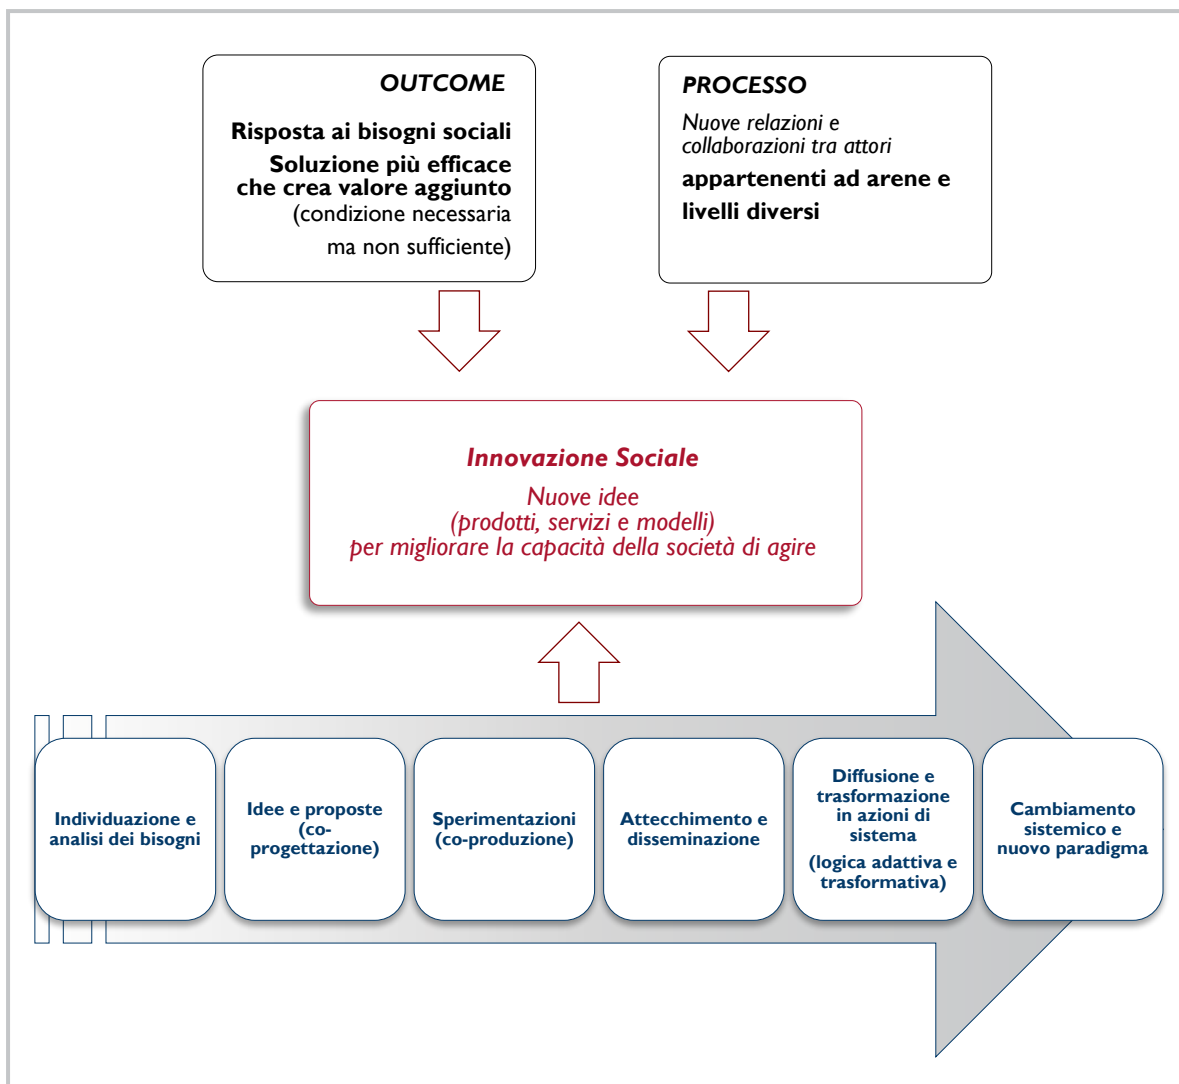 OUTCOME
Risposta ai bisogni sociali
Soluzione più efficace
che crea valore aggiunto
(condizione necessaria
ma non sufficiente)
PROCESSO
Nuove relazioni e
collaborazioni tra attori
appartenenti ad arene e
livelli diversi
Innovazione Sociale
Nuove idee
(prodotti, servizi e modelli)
per migliorare la capacità della società di agire
Individuazione e
analisi dei bisogni
Idee e proposte
(co-
progettazione)
Sperimentazioni
(co-produzione)
Attecchimento e
disseminazione
Diffusione e
trasformazione
in azioni di
sistema
(logica adattiva e
trasformativa)
Cambiamento
sistemico e
nuovo paradigma